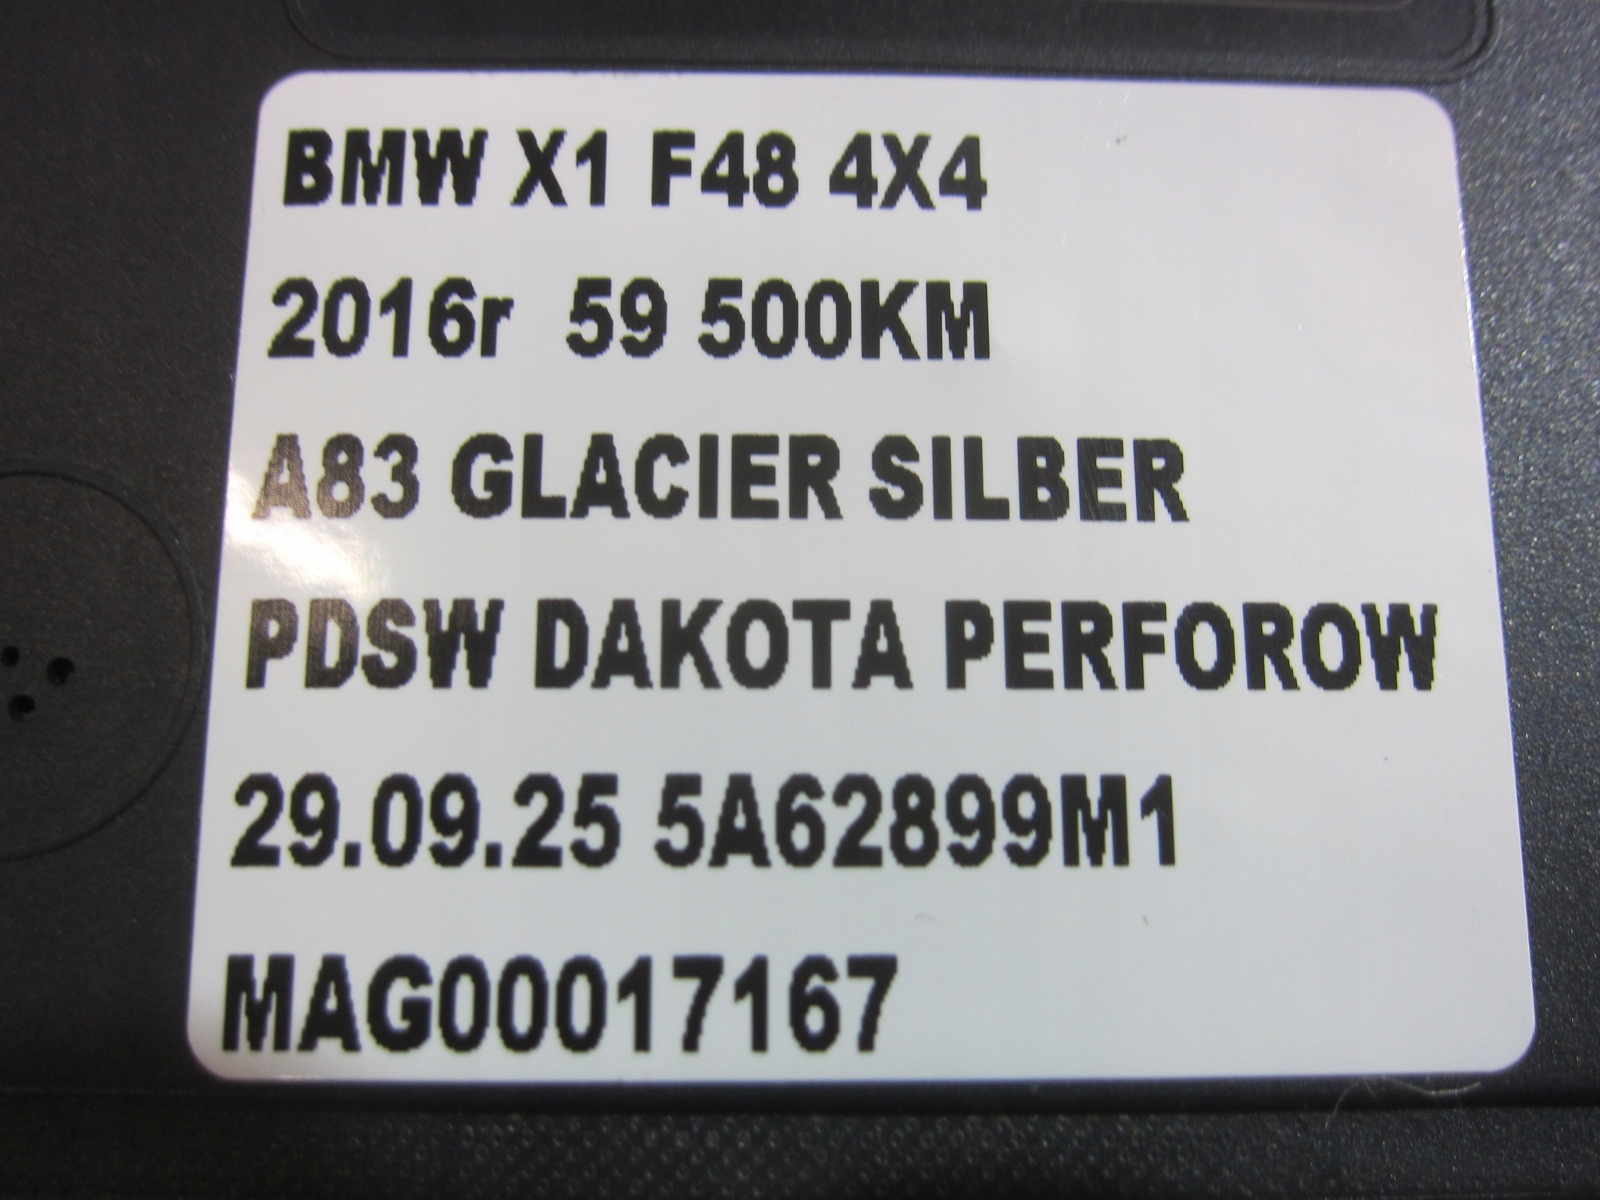 BMW X1 F48 4X4
2016r 59 500KM
A83 GLACIER SILBER
PDSW DAKOTA PERFOROW
29.09.25 5A62899M1
MAG00017167